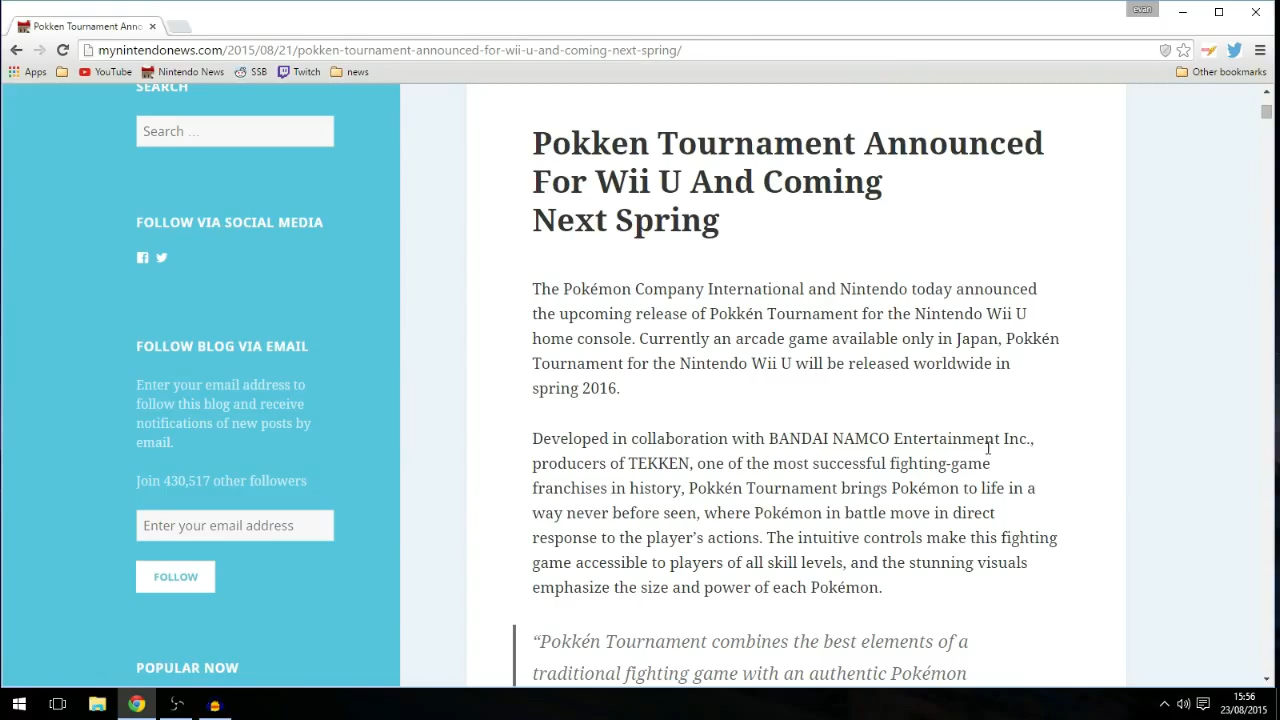 evan
Pokken Tournament Anno
mynintendonews.com/2015/08/21/pokken-tournament-announced-for-wii-u-and-coming-next-spring/
Apps YouTube Nintendo News SSB Twitch news Other bookmarks
SEARCH
Search …
FOLLOW VIA SOCIAL MEDIA
FOLLOW BLOG VIA EMAIL
Enter your email address to
follow this blog and receive
notifications of new posts by
email.
Join 430,517 other followers
Enter your email address
FOLLOW
POPULAR NOW
Pokken Tournament Announced
For Wii U And Coming
Next Spring
The Pokémon Company International and Nintendo today announced
the upcoming release of Pokkén Tournament for the Nintendo Wii U
home console. Currently an arcade game available only in Japan, Pokkén
Tournament for the Nintendo Wii U will be released worldwide in
spring 2016.
Developed in collaboration with BANDAI NAMCO Entertainment Inc.,
producers of TEKKEN, one of the most successful fighting-game
franchises in history, Pokkén Tournament brings Pokémon to life in a
way never before seen, where Pokémon in battle move in direct
response to the player’s actions. The intuitive controls make this fighting
game accessible to players of all skill levels, and the stunning visuals
emphasize the size and power of each Pokémon.
“Pokkén Tournament combines the best elements of a
traditional fighting game with an authentic Pokémon
15:56
23/08/2015